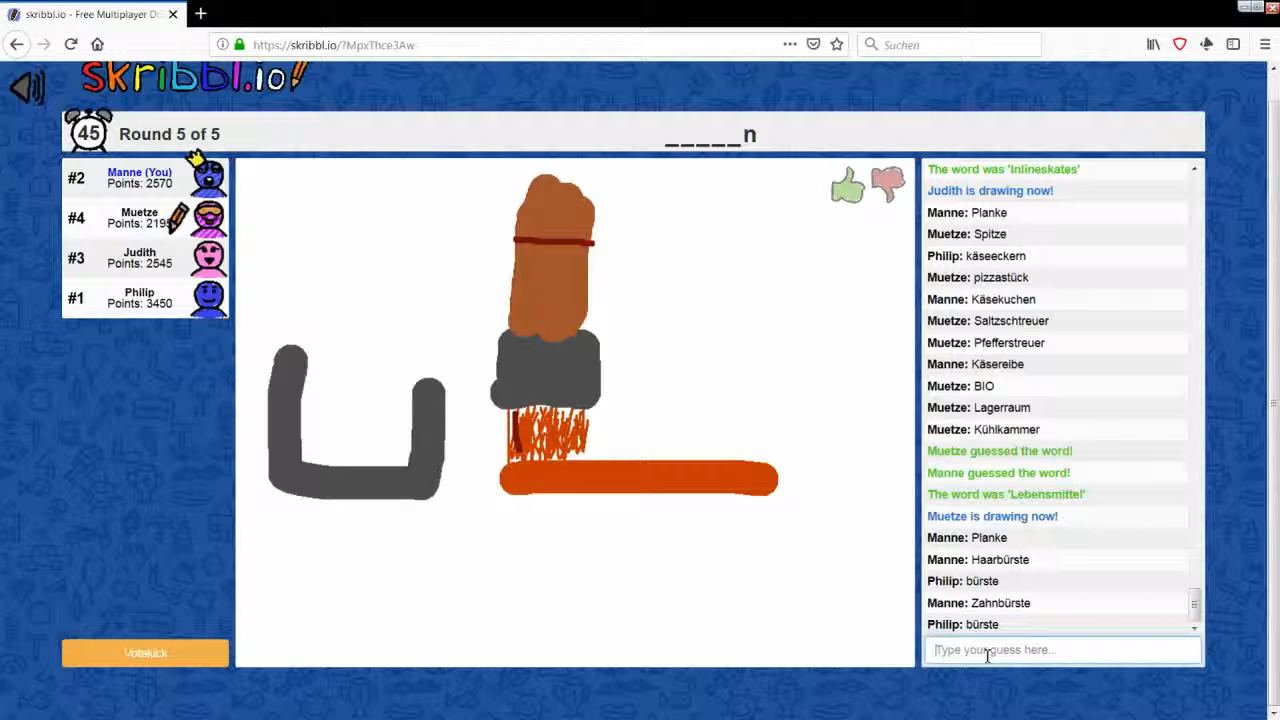 skribbl.io - Free Multiplayer Dr
https://skribbl.io/?MpxThce3Aw
Suchen
skribbl.io
45
Round 5 of 5
_____n
#2
Manne (You)
Points: 2570
#4
Muetze
Points: 2195
#3
Judith
Points: 2545
#1
Philip
Points: 3450
Votekick
The word was 'Inlineskates'
Judith is drawing now!
Manne: Planke
Muetze: Spitze
Philip: käseeckern
Muetze: pizzastück
Manne: Käsekuchen
Muetze: Saltzschtreuer
Muetze: Pfefferstreuer
Manne: Käsereibe
Muetze: BIO
Muetze: Lagerraum
Muetze: Kühlkammer
Muetze guessed the word!
Manne guessed the word!
The word was 'Lebensmittel'
Muetze is drawing now!
Manne: Planke
Manne: Haarbürste
Philip: bürste
Manne: Zahnbürste
Philip: bürste
Type your guess here...